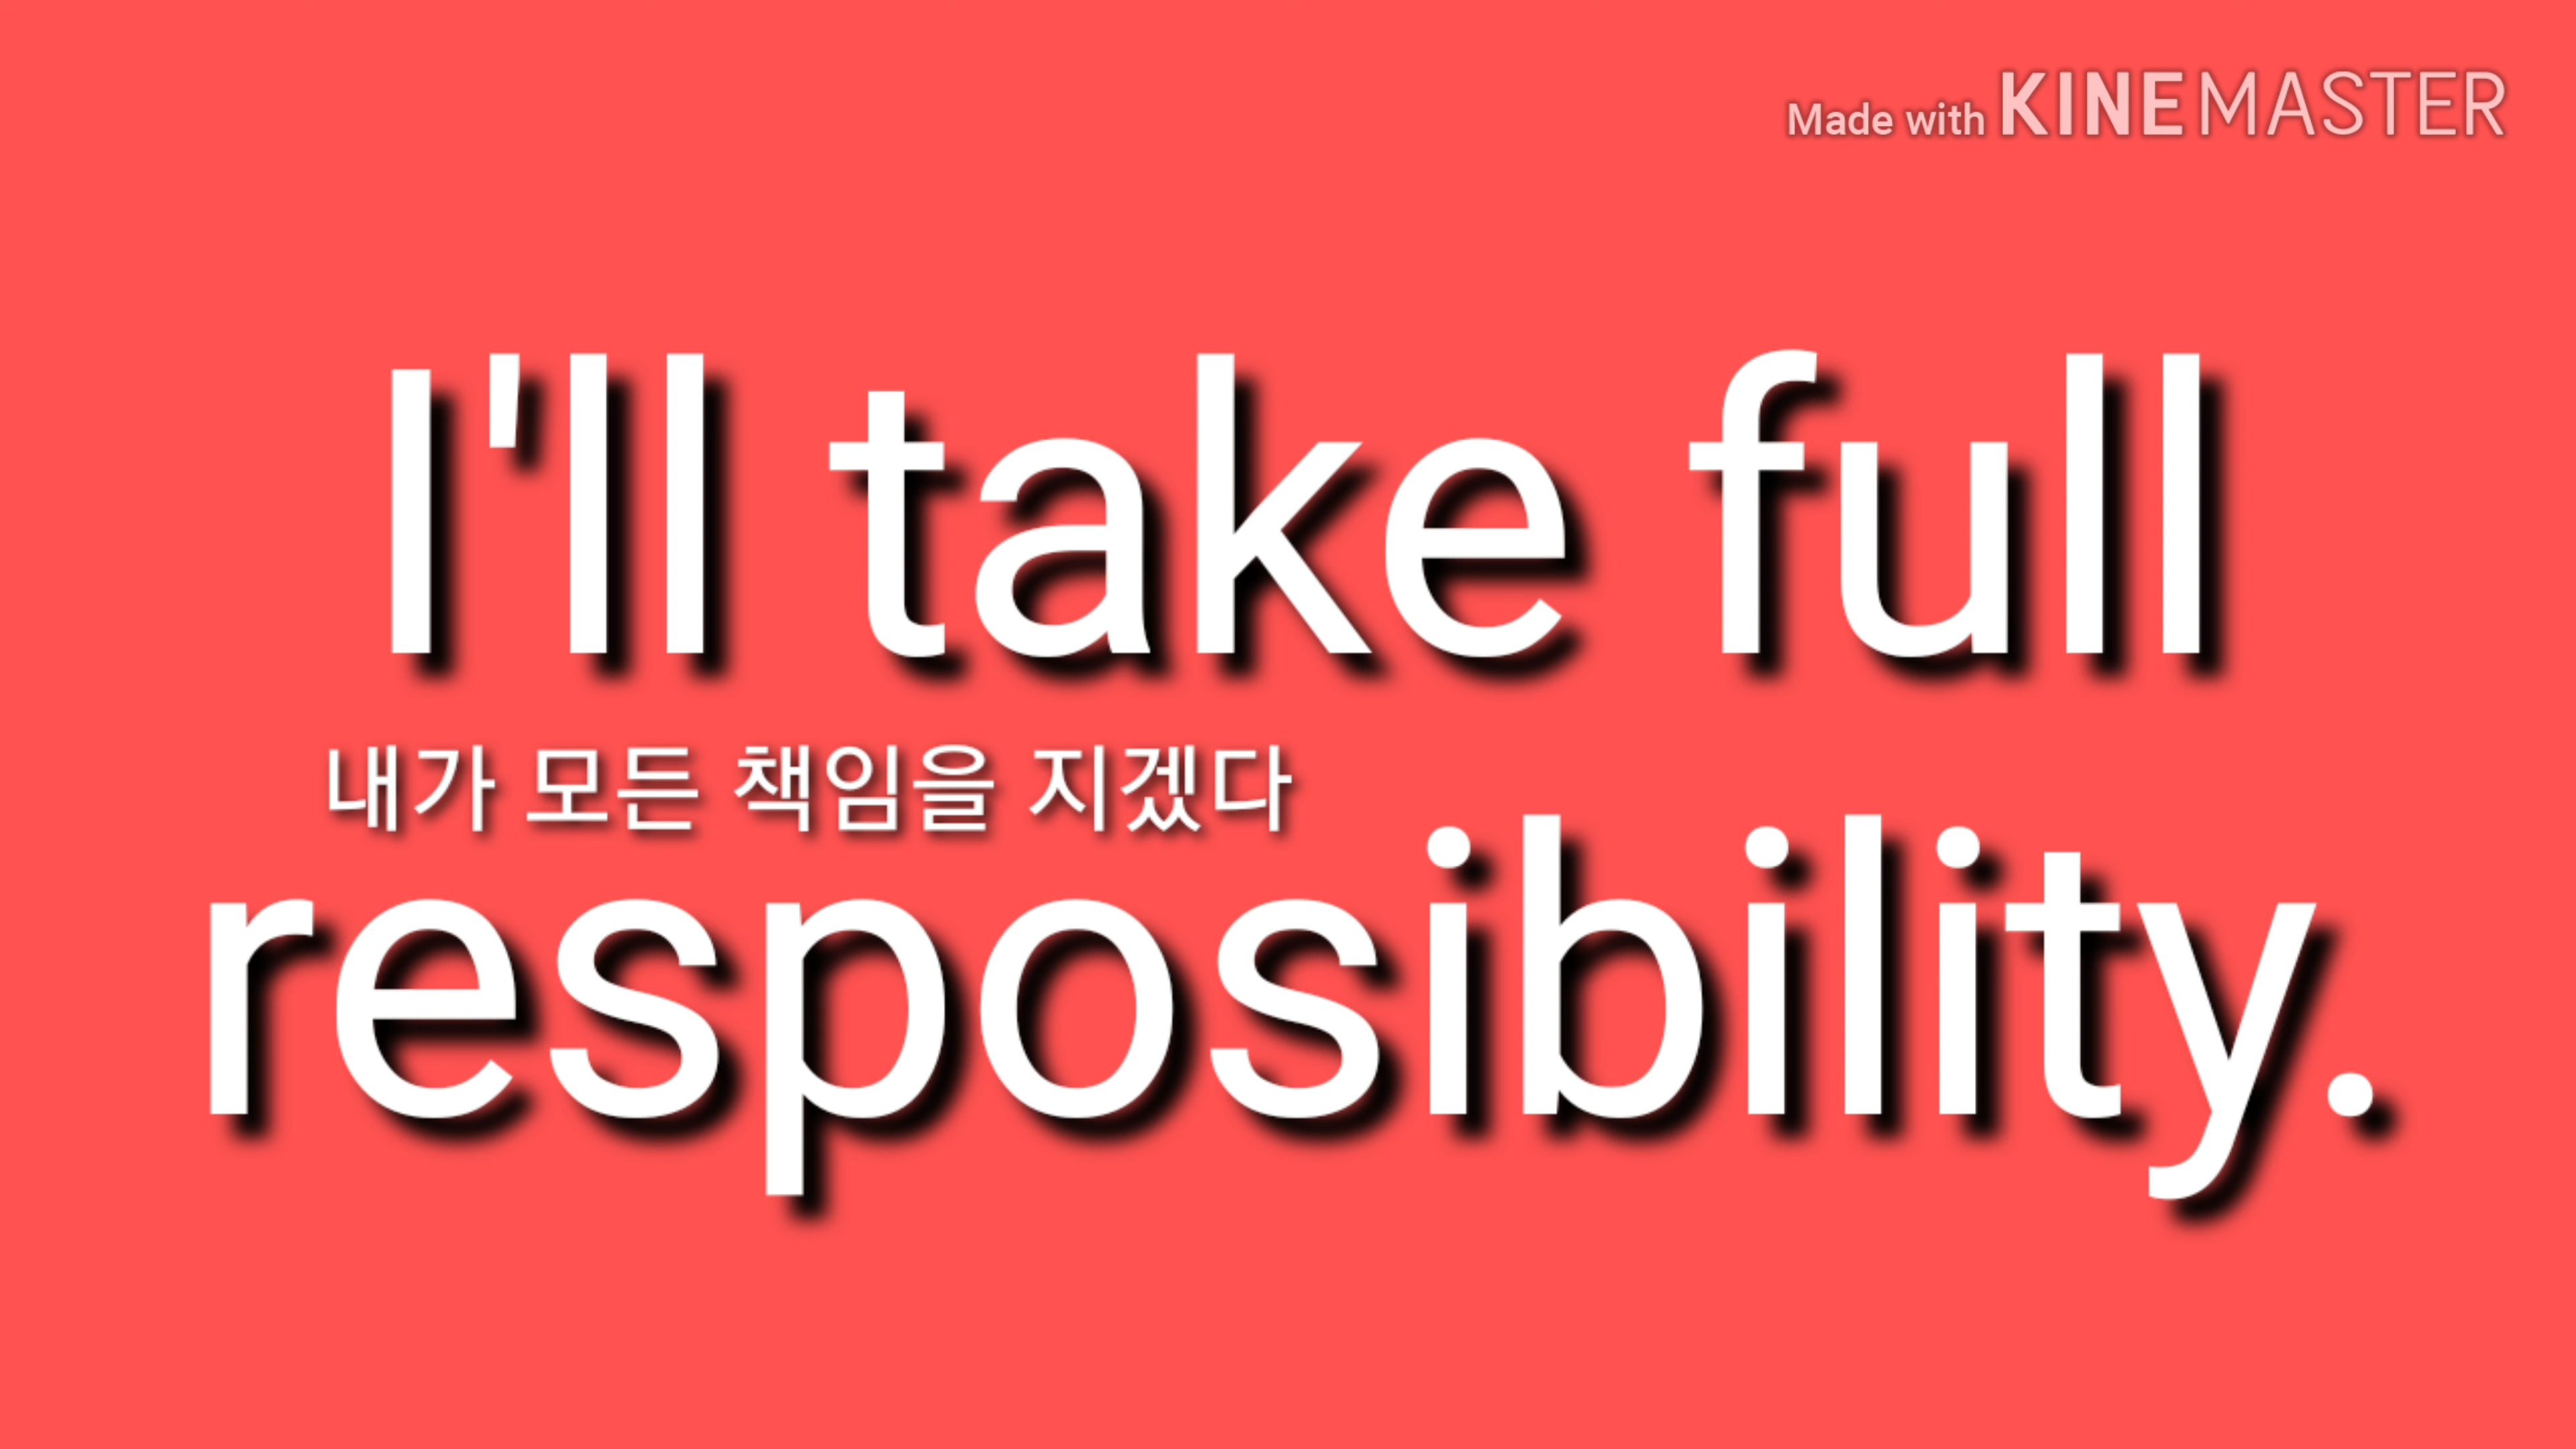 Made with KINEMASTER
I'll take full
내가 모든 책임을 지겠다
resposibility.